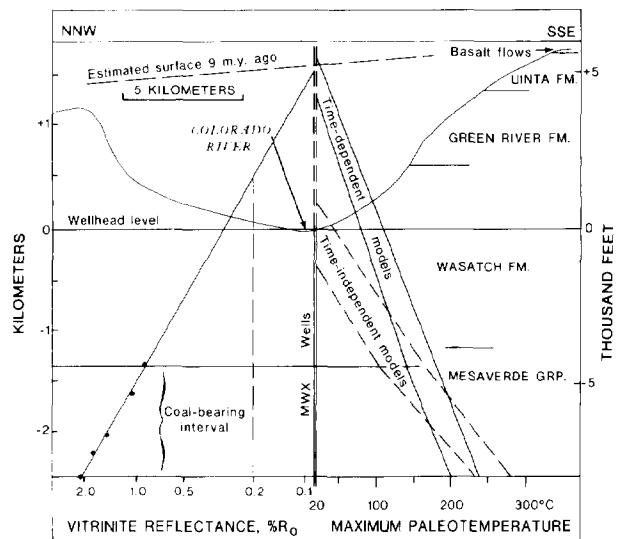 NNW
SSE
Estimated surface 9 m.y. ago
Basalt flows
+5
UINTA FM.
5 KILOMETERS
+1
COLORADO
RIVER
Time-dependent
models
GREEN RIVER FM.
Wellhead level
0
0
KILOMETERS
THOUSAND FEET
Time-independent models
Wells
MWX
WASATCH FM.
-1
MESAVERDE GRP.
5
Coal-bearing
interval
-2
2.0
1.0
0.5
0.2
0.1
20
100
200
300°C
VITRINITE REFLECTANCE, %Ro
MAXIMUM PALEOTEMPERATURE